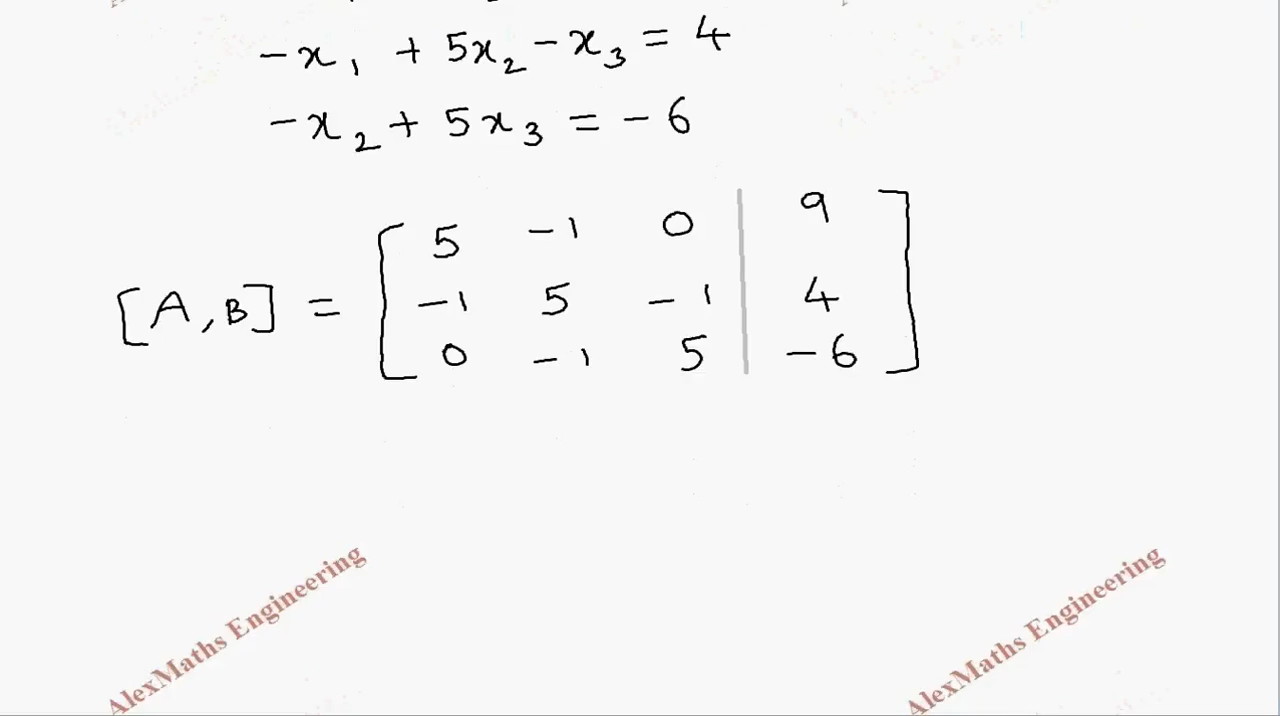 -x₁ + 5x₂ - x₃ = 4
-x₂ + 5x₃ = -6
5 -1 0 9
[A,B] = -1 5 -1 4
0 -1 5 -6
AlexMaths Engineering
AlexMaths Engineering